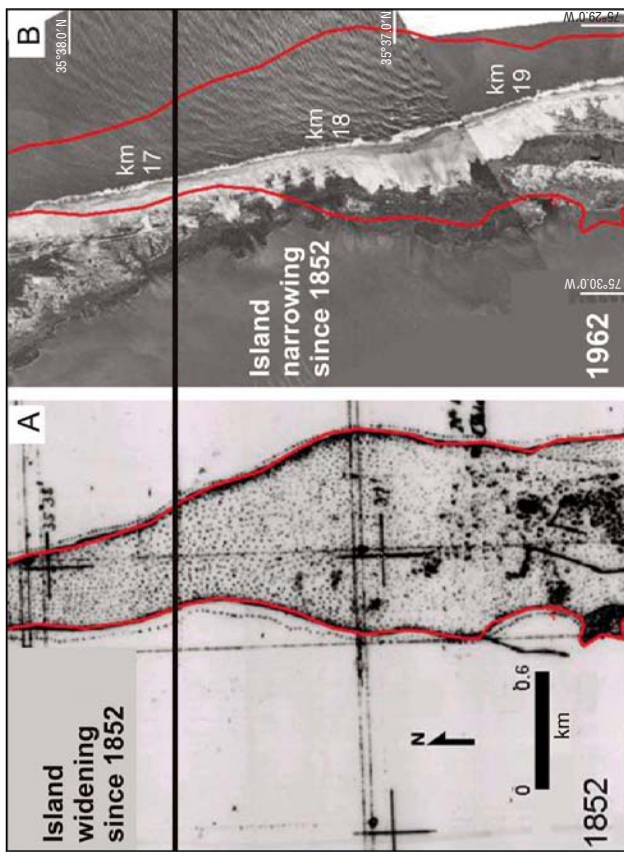 A
Island
widening
since 1852
35° 38'
37'
N
0
0.6
km
1852
B
35°38.0'N
km
17
35°37.0'N
km
18
km
19
Island
narrowing
since 1852
75°29.0'W
75°30.0'W
1962